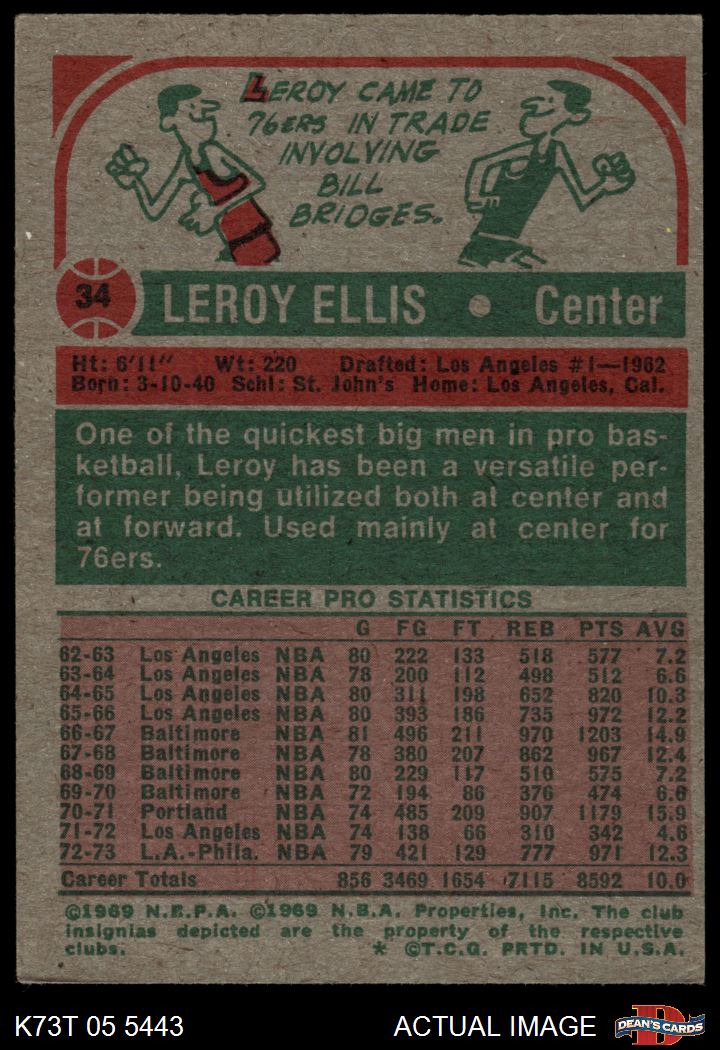 LEROY CAME TO
76ERS IN TRADE
INVOLVING
BILL
BRIDGES.
34
LEROY ELLIS • Center
Ht: 6'11" Wt: 220 Drafted: Los Angeles #1—1962
Born: 3-10-40 Schl: St. John's Home: Los Angeles, Cal.
One of the quickest big men in pro bas-
ketball, Leroy has been a versatile per-
former being utilized both at center and
at forward. Used mainly at center for
76ers.
CAREER PRO STATISTICS
G FG FT REB PTS AVG
62-63 Los Angeles NBA 80 222 133 518 577 7.2
63-64 Los Angeles NBA 78 200 112 498 512 6.6
64-65 Los Angeles NBA 80 311 198 652 820 10.3
65-66 Los Angeles NBA 80 393 186 735 972 12.2
66-67 Baltimore NBA 81 496 211 970 1203 14.9
67-68 Baltimore NBA 78 380 207 862 967 12.4
68-69 Baltimore NBA 80 229 117 510 575 7.2
69-70 Baltimore NBA 72 194 86 376 474 6.6
70-71 Portland NBA 74 485 209 907 1179 15.9
71-72 Los Angeles NBA 74 138 66 310 342 4.6
72-73 L.A.-Phila. NBA 79 421 129 777 971 12.3
Career Totals 856 3469 1654 7115 8592 10.0
©1969 N.B.P.A. ©1969 N.B.A. Properties, Inc. The club
insignias depicted are the property of the respective
clubs. * ©T.C.G. PRTD. IN U.S.A.
K73T 05 5443 ACTUAL IMAGE
D
DEAN'S CARDS